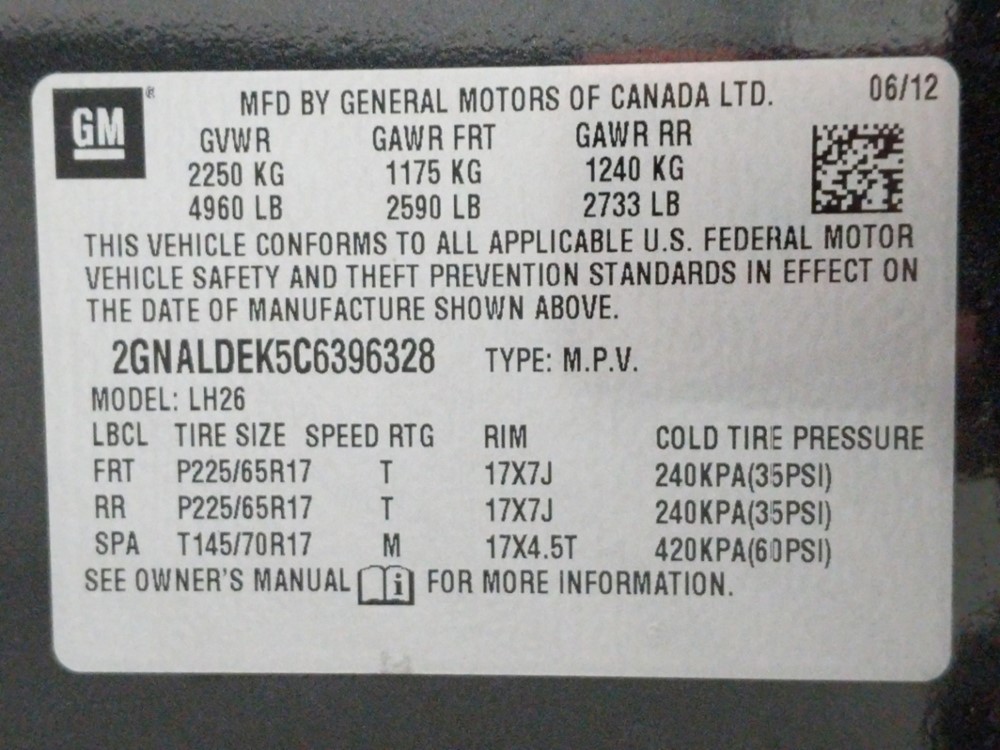 GM ® MFD BY GENERAL MOTORS OF CANADA LTD. 06/12
GVWR GAWR FRT GAWR RR
2250 KG 1175 KG 1240 KG
4960 LB 2590 LB 2733 LB
THIS VEHICLE CONFORMS TO ALL APPLICABLE U.S. FEDERAL MOTOR
VEHICLE SAFETY AND THEFT PREVENTION STANDARDS IN EFFECT ON
THE DATE OF MANUFACTURE SHOWN ABOVE.
2GNALDEK5C6396328 TYPE: M.P.V.
MODEL: LH26
LBCL TIRE SIZE SPEED RTG RIM COLD TIRE PRESSURE
FRT P225/65R17 T 17X7J 240KPA(35PSI)
RR P225/65R17 T 17X7J 240KPA(35PSI)
SPA T145/70R17 M 17X4.5T 420KPA(60PSI)
SEE OWNER'S MANUAL i FOR MORE INFORMATION.